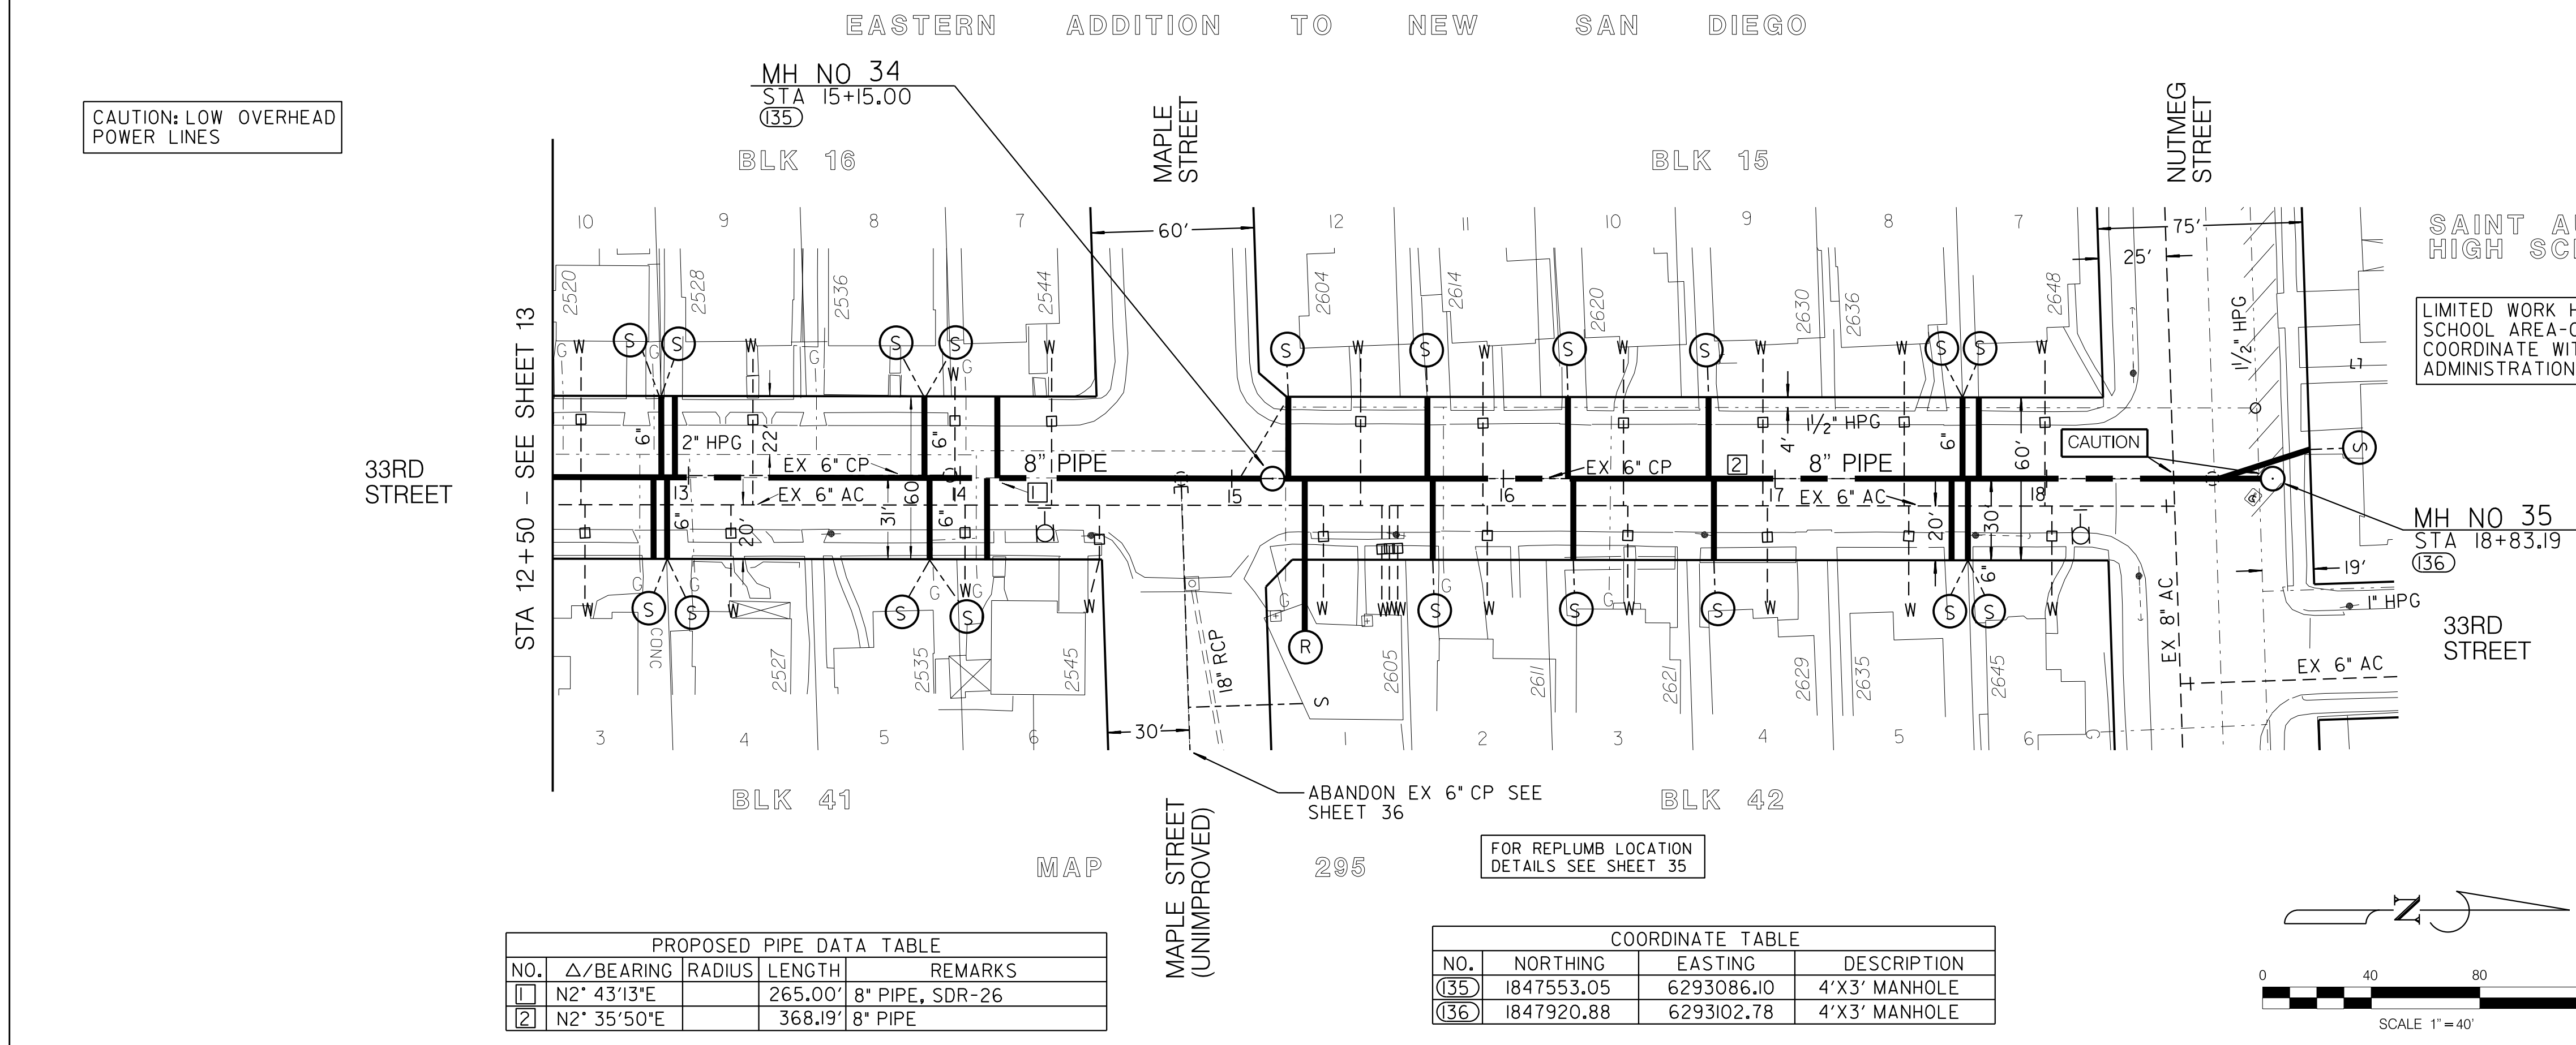 EASTERN ADDITION TO NEW SAN DIEGO
CAUTION: LOW OVERHEAD
POWER LINES
MH NO 34
STA 15+15.00
135
MAPLE
STREET
NUTMEG
STREET
BLK 16
BLK 15
10 9 8 7
60'
12 11 10 9 8 7
75'
25'
2520
2528
2536
2544
2604
2614
2620
2630
2636
2648
1 1/2" HPG
SAINT AU
HIGH SCH
LIMITED WORK H
SCHOOL AREA-C
COORDINATE WIT
ADMINISTRATION
S S S S S S S S S S
W W W W W W W W W W
G G G G
STA 12+50 - SEE SHEET 13
33RD
STREET
6"
2" HPG
22'
EX 6" CP
60'
6"
8" PIPE
EX 6" CP
4'
1 1/2" HPG
2
8" PIPE
6"
60'
CAUTION
S
13
EX 6" AC
14
1
15
16
17
EX 6" AC
18
6"
20'
31'
6"
20'
30'
6"
MH NO 35
STA 18+83.19
136
19'
1" HPG
33RD
STREET
EX 8" AC
EX 6" AC
S S S S S S S S S
W W W W W W W W W W W
G G G G G G G
R
CONC
2527
2535
2545
18" RCP
S
2605
2611
2621
2629
2635
2645
3 4 5 6
30'
1 2 3 4 5 6
G
BLK 41
ABANDON EX 6" CP SEE
SHEET 36
BLK 42
MAPLE STREET
(UNIMPROVED)
MAP 295
FOR REPLUMB LOCATION
DETAILS SEE SHEET 35
PROPOSED PIPE DATA TABLE
NO. △/BEARING RADIUS LENGTH REMARKS
1 N2° 43'13"E 265.00' 8" PIPE, SDR-26
2 N2° 35'50"E 368.19' 8" PIPE
COORDINATE TABLE
NO. NORTHING EASTING DESCRIPTION
135 1847553.05 6293086.10 4'X3' MANHOLE
136 1847920.88 6293102.78 4'X3' MANHOLE
N
0 40 80
SCALE 1"=40'